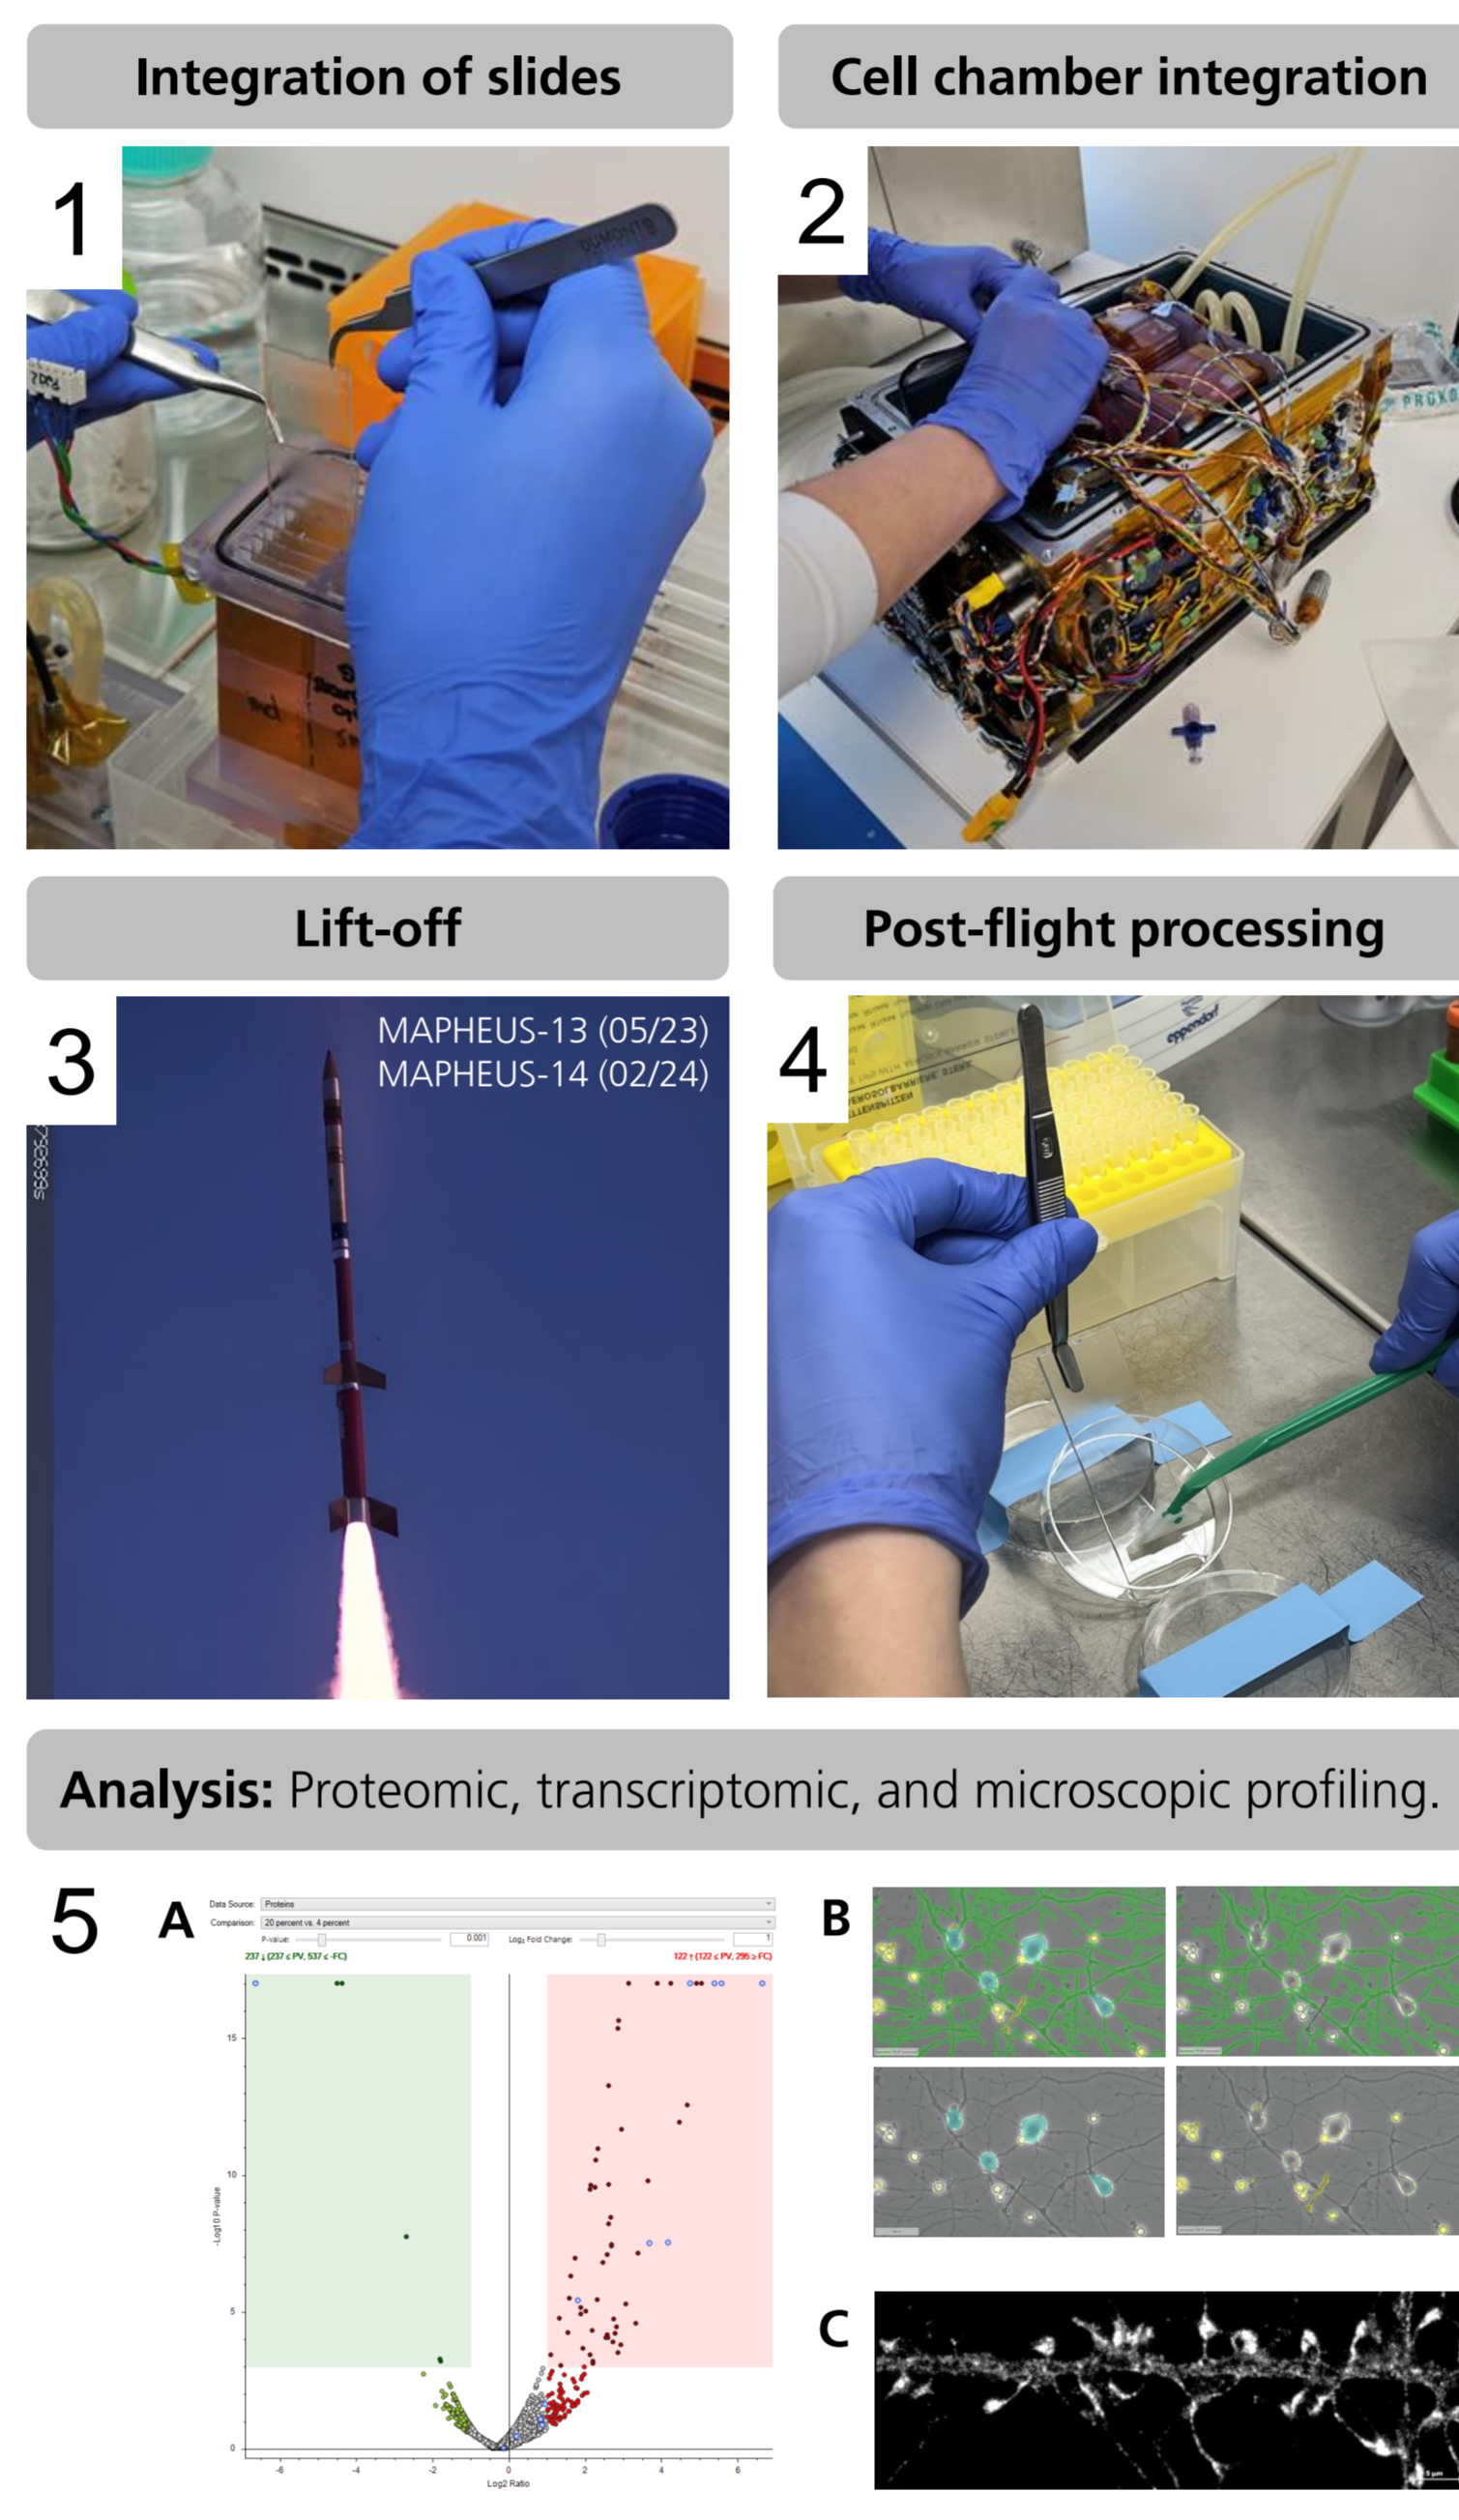 Integration of slides
Cell chamber integration
1
DUMONT
2
Lift-off
Post-flight processing
3
MAPHEUS-13 (05/23)
MAPHEUS-14 (02/24)
4
eppendorf
Analysis: Proteomic, transcriptomic, and microscopic profiling.
5
A
Data Source: Proteins
Comparison: 20 percent vs. 4 percent
P-value: 0.001 Log₂ Fold Change: 1
237 ↓ (237 ≤ PV, 537 ≤ -FC)
122 ↑ (122 ≤ PV, 295 ≥ FC)
15
10
5
0
-Log10 P-value
-6 -4 -2 0 2 4 6
Log2 Ratio
B
C
5 µm